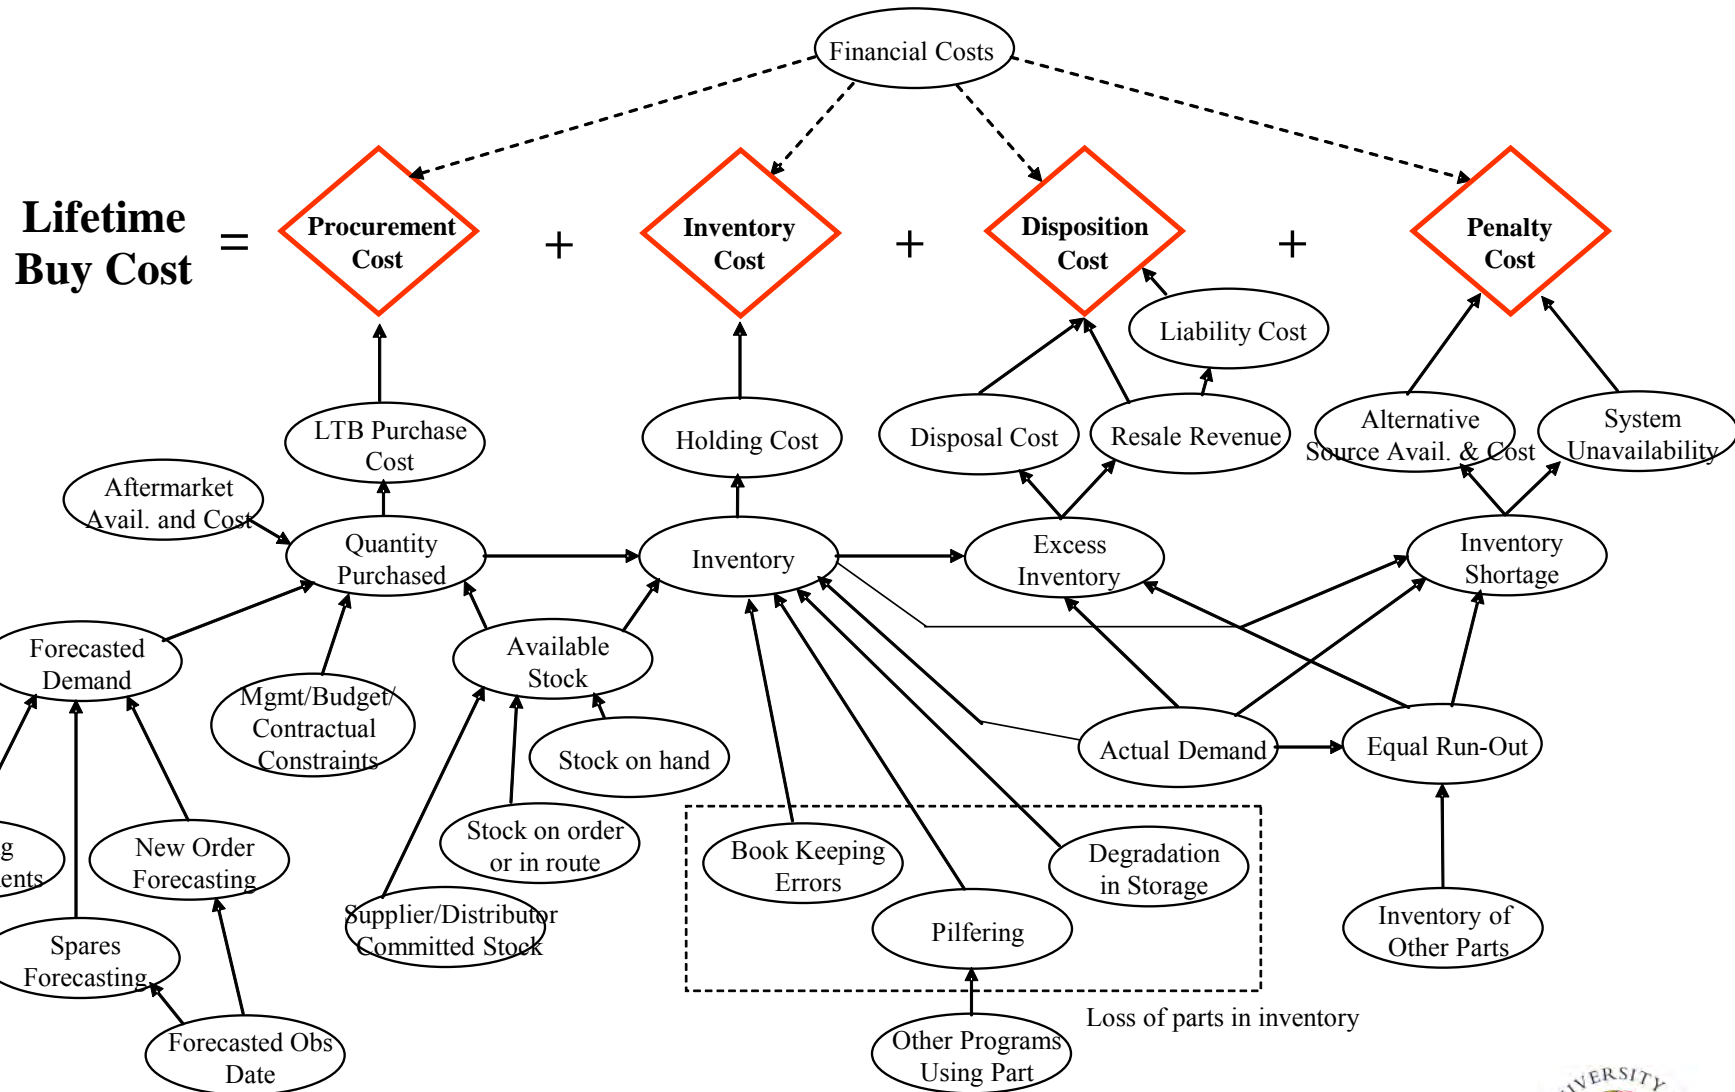 Financial Costs
Lifetime
Buy Cost
=
Procurement
Cost
+
Inventory
Cost
+
Disposition
Cost
+
Penalty
Cost
Liability Cost
LTB Purchase
Cost
Holding Cost
Disposal Cost
Resale Revenue
Alternative
Source Avail. & Cost
System
Unavailability
Aftermarket
Avail. and Cost
Quantity
Purchased
Inventory
Excess
Inventory
Inventory
Shortage
Forecasted
Demand
Available
Stock
Mgmt/Budget/
Contractual
Constraints
Stock on hand
Actual Demand
Equal Run-Out
g
ents
New Order
Forecasting
Stock on order
or in route
Book Keeping
Errors
Degradation
in Storage
Supplier/Distributor
Committed Stock
Pilfering
Inventory of
Other Parts
Spares
Forecasting
Loss of parts in inventory
Forecasted Obs
Date
Other Programs
Using Part
IVERSITY